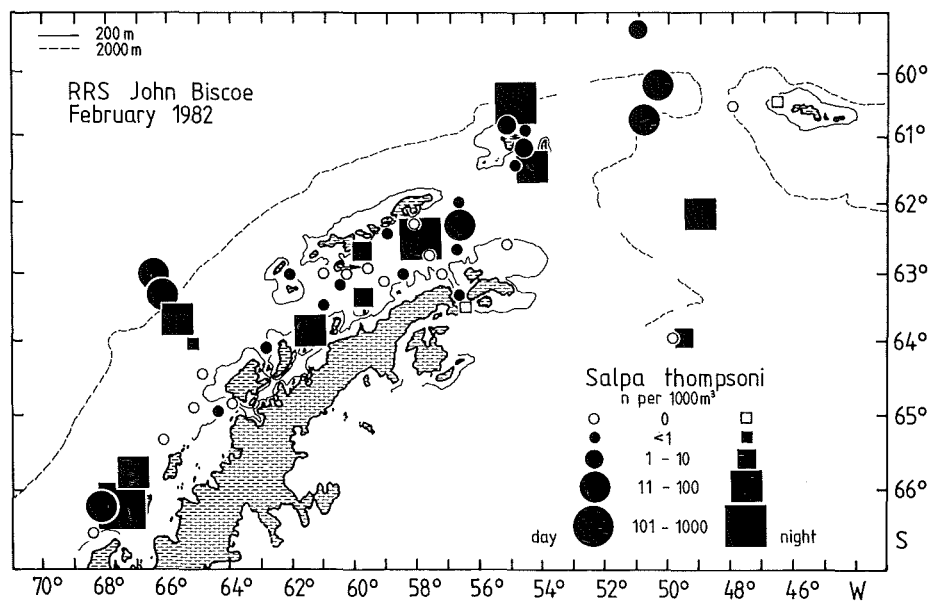 200 m
2000 m
RRS John Biscoe
February 1982
60°
61°
62°
63°
64°
65°
66°
S
Salpa thompsoni
n per 1000m³
0
<1
1 - 10
11 - 100
day 101 - 1000 night
70° 68° 66° 64° 62° 60° 58° 56° 54° 52° 50° 48° 46° W